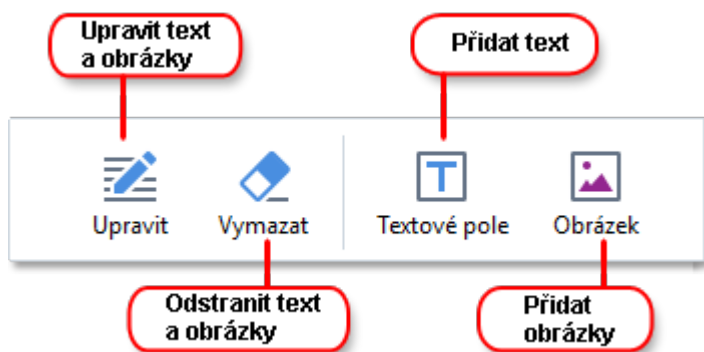 Upravit text
a obrázky
Přidat text
Upravit
Vymazat
Textové pole
Obrázek
Odstranit text
a obrázky
Přidat
obrázky